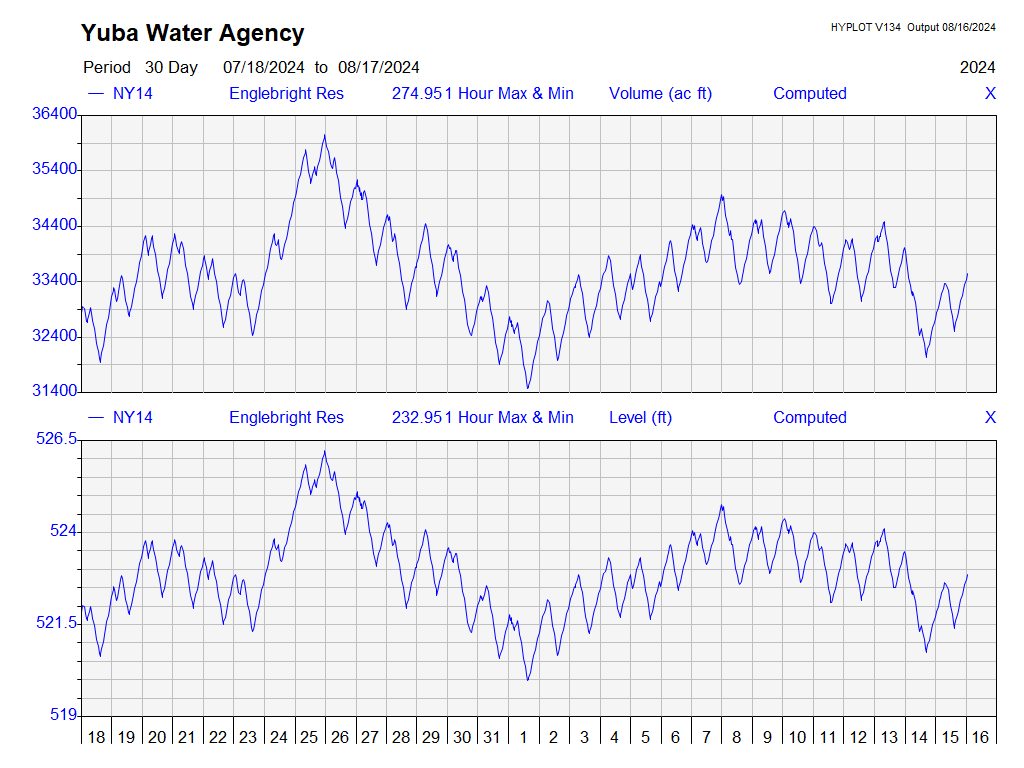 Yuba Water Agency
HYPLOT V134 Output 08/16/2024
Period 30 Day 07/18/2024 to 08/17/2024
2024
NY14 Englebright Res 274.951 Hour Max & Min Volume (ac ft) Computed X
36400
35400
34400
33400
32400
31400
NY14 Englebright Res 232.951 Hour Max & Min Level (ft) Computed X
526.5
524
521.5
519
18 19 20 21 22 23 24 25 26 27 28 29 30 31 1 2 3 4 5 6 7 8 9 10 11 12 13 14 15 16